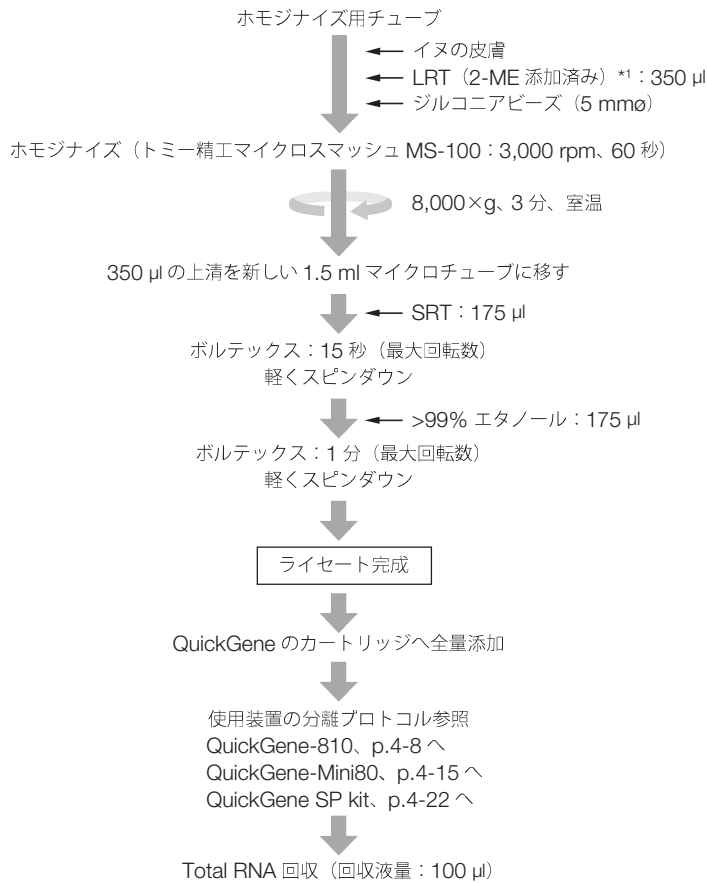 ホモジナイズ用チューブ
イヌの皮膚
LRT(2-ME 添加済み)*1:350 μl
ジルコニアビーズ(5 mmø)
ホモジナイズ(トミー精工マイクロスマッシュ MS-100:3,000 rpm、60 秒)
8,000×g、3 分、室温
350 μl の上清を新しい 1.5 ml マイクロチューブに移す
SRT:175 μl
ボルテックス:15 秒(最大回転数)
軽くスピンダウン
>99% エタノール:175 μl
ボルテックス:1 分(最大回転数)
軽くスピンダウン
ライセート完成
QuickGene のカートリッジへ全量添加
使用装置の分離プロトコル参照
QuickGene-810、p.4-8 へ
QuickGene-Mini80、p.4-15 へ
QuickGene SP kit、p.4-22 へ
Total RNA 回収(回収液量:100 μl)